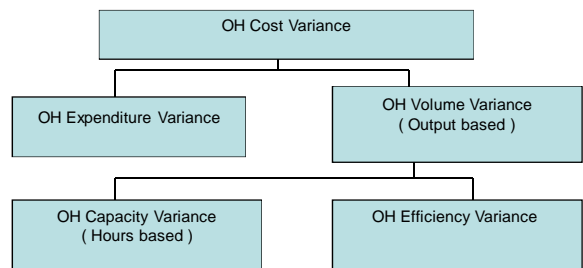 OH Cost Variance
OH Expenditure Variance
OH Volume Variance
( Output based )
OH Capacity Variance
( Hours based )
OH Efficiency Variance